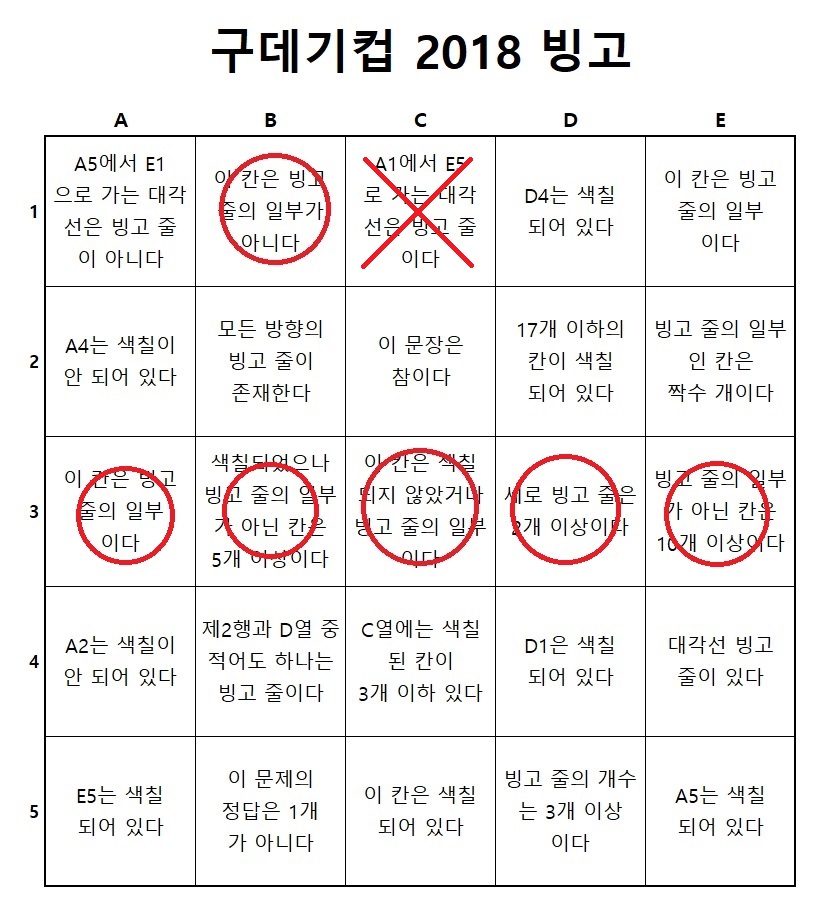 구데기컵 2018 빙고
A B C D E
1
A5에서 E1
으로 가는 대각
선은 빙고 줄
이 아니다
이 칸은 빙고
줄의 일부가
아니다
A1에서 E5
로 가는 대각
선은 빙고 줄
이다
D4는 색칠
되어 있다
이 칸은 빙고
줄의 일부
이다
2
A4는 색칠이
안 되어 있다
모든 방향의
빙고 줄이
존재한다
이 문장은
참이다
17개 이하의
칸이 색칠
되어 있다
빙고 줄의 일부
인 칸은
짝수 개이다
3
이 칸은 빙고
줄의 일부
이다
색칠되었으나
빙고 줄의 일부
가 아닌 칸은
5개 이상이다
이 칸은 색칠
되지 않았거나
빙고 줄의 일부
이다
세로 빙고 줄은
2개 이상이다
빙고 줄의 일부
가 아닌 칸은
10개 이상이다
4
A2는 색칠이
안 되어 있다
제2행과 D열 중
적어도 하나는
빙고 줄이다
C열에는 색칠
된 칸이
3개 이하 있다
D1은 색칠
되어 있다
대각선 빙고
줄이 있다
5
E5는 색칠
되어 있다
이 문제의
정답은 1개
가 아니다
이 칸은 색칠
되어 있다
빙고 줄의 개수
는 3개 이상
이다
A5는 색칠
되어 있다